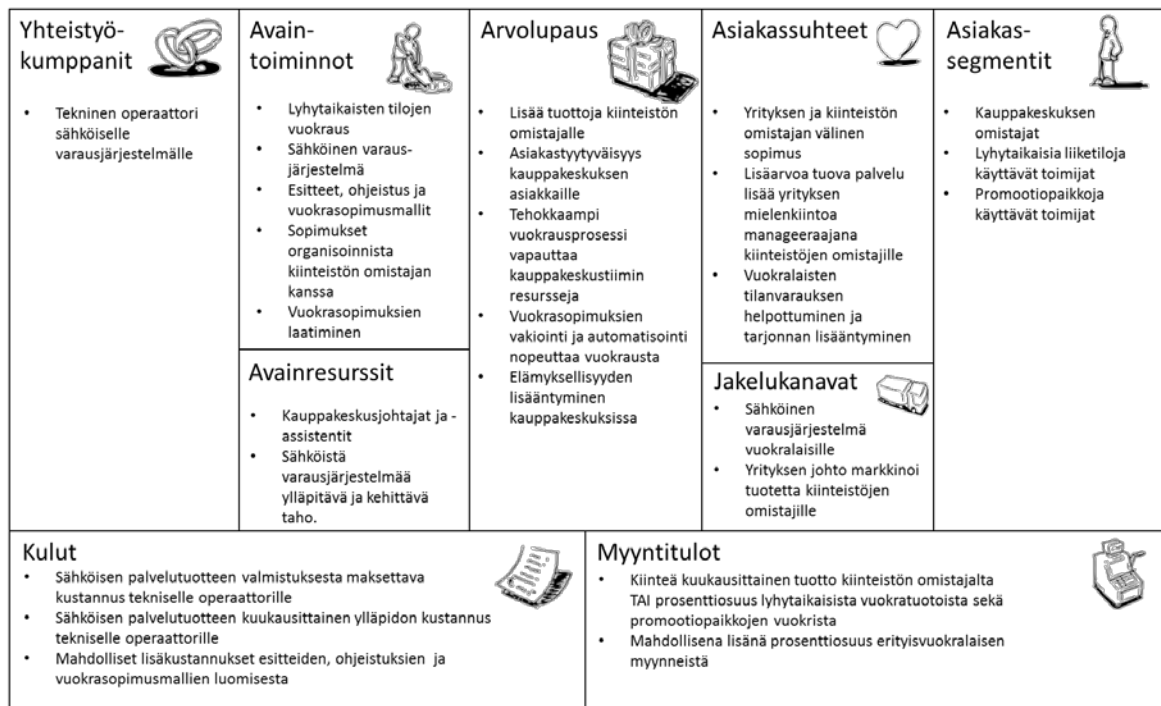 Yhteistyö-
kumppanit
• Tekninen operaattori
sähköiselle
varausjärjestelmälle
Avain-
toiminnot
• Lyhytaikaisten tilojen
vuokraus
• Sähköinen varaus-
järjestelmä
• Esitteet, ohjeistus ja
vuokrasopimusmallit
• Sopimukset
organisoinnista
kiinteistön omistajan
kanssa
• Vuokrasopimuksien
laatiminen
Avainresurssit
• Kauppakeskusjohtajat ja -
assistentit
• Sähköistä
varausjärjestelmää
ylläpitävä ja kehittävä
taho.
Arvolupaus
• Lisää tuottoja kiinteistön
omistajalle
• Asiakastyytyväisyys
kauppakeskuksen
asiakkaille
• Tehokkaampi
vuokrausprosessi
vapauttaa
kauppakeskustiimin
resursseja
• Vuokrasopimuksien
vakiointi ja automatisointi
nopeuttaa vuokrausta
• Elämyksellisyyden
lisääntyminen
kauppakeskuksissa
Asiakassuhteet
• Yrityksen ja kiinteistön
omistajan välinen
sopimus
• Lisäarvoa tuova palvelu
lisää yrityksen
mielenkiintoa
manageeraajana
kiinteistöjen omistajille
• Vuokralaisten
tilanvarauksen
helpottuminen ja
tarjonnan lisääntyminen
Jakelukanavat
• Sähköinen
varausjärjestelmä
vuokralaisille
• Yrityksen johto markkinoi
tuotetta kiinteistöjen
omistajille
Asiakas-
segmentit
• Kauppakeskuksen
omistajat
• Lyhytaikaisia liiketiloja
käyttävät toimijat
• Promootiopaikkoja
käyttävät toimijat
Kulut
• Sähköisen palvelutuotteen valmistuksesta maksettava
kustannus tekniselle operaattorille
• Sähköisen palvelutuotteen kuukausittainen ylläpidon kustannus
tekniselle operaattorille
• Mahdolliset lisäkustannukset esitteiden, ohjeistuksien ja
vuokrasopimusmallien luomisesta
Myyntitulot
• Kiinteä kuukausittainen tuotto kiinteistön omistajalta
TAI prosenttiosuus lyhytaikaisista vuokratuotoista sekä
promootiopaikkojen vuokrista
• Mahdollisena lisänä prosenttiosuus erityisvuokralaisen
myynneistä